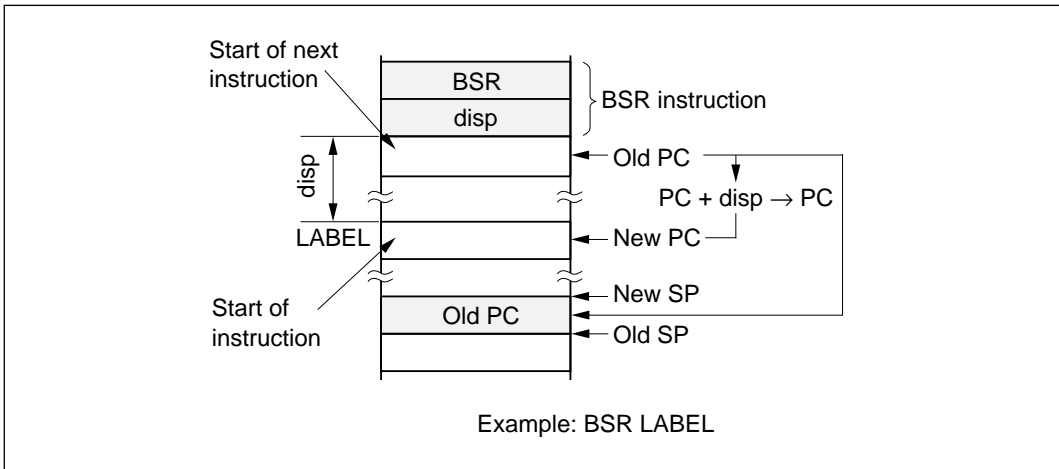 Start of next
instruction
BSR
disp
BSR instruction
Old PC
disp
PC + disp → PC
LABEL
New PC
New SP
Start of
instruction
Old PC
Old SP
Example: BSR LABEL